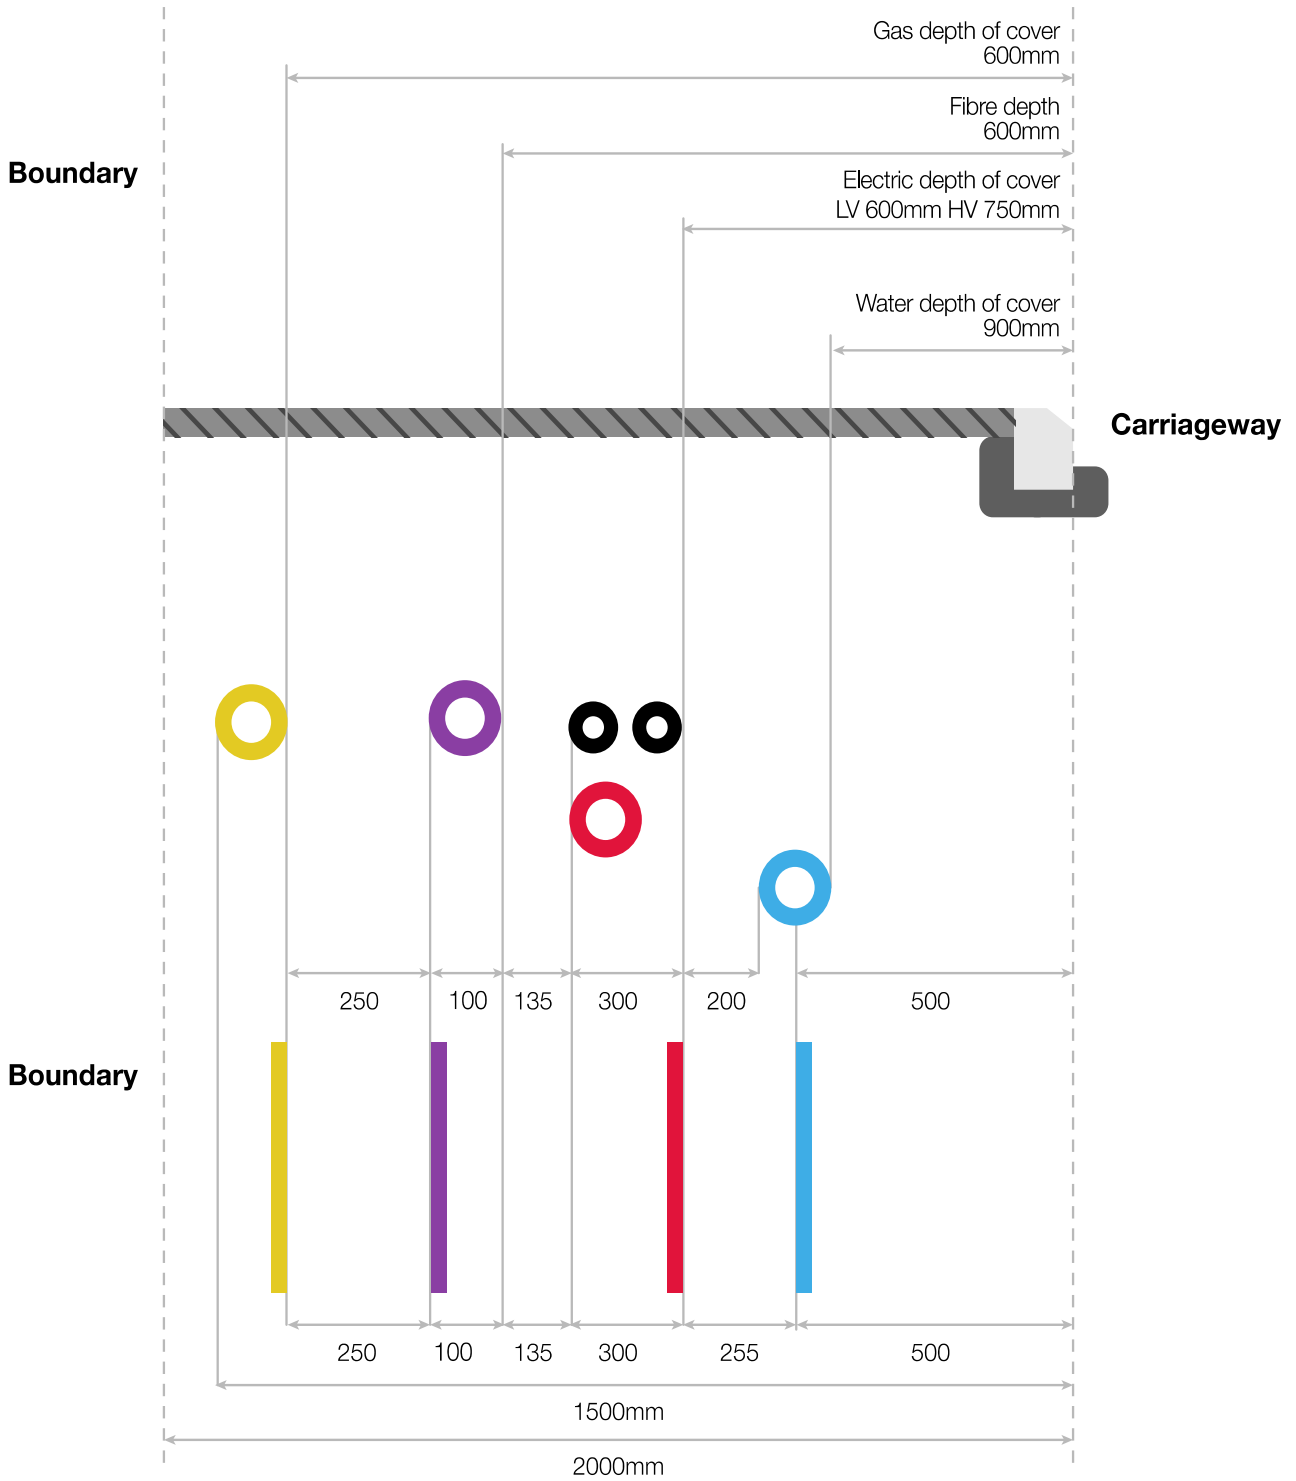 Gas depth of cover
600mm
Fibre depth
600mm
Boundary
Electric depth of cover
LV 600mm HV 750mm
Water depth of cover
900mm
Carriageway
250 100 135 300 200 500
Boundary
250 100 135 300 255 500
1500mm
2000mm